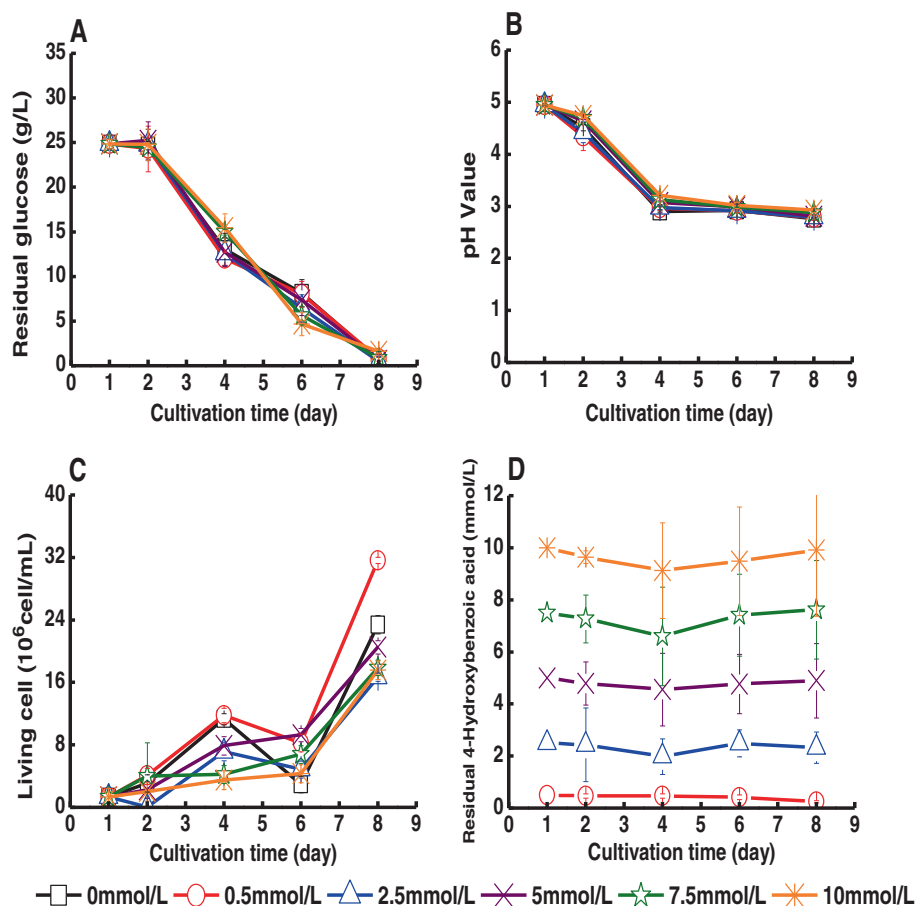 A
Residual glucose (g/L)
35
30
25
20
15
10
5
0
0 1 2 3 4 5 6 7 8 9
Cultivation time (day)
B
pH Value
6
5
4
3
2
1
0
0 1 2 3 4 5 6 7 8 9
Cultivation time (day)
C
Living cell (10⁶cell/mL)
40
32
24
16
8
0
0 1 2 3 4 5 6 7 8 9
Cultivation time (day)
D
Residual 4-Hydroxybenzoic acid (mmol/L)
12
10
8
6
4
2
0
0 1 2 3 4 5 6 7 8 9
Cultivation time (day)
0mmol/L 0.5mmol/L 2.5mmol/L 5mmol/L 7.5mmol/L 10mmol/L